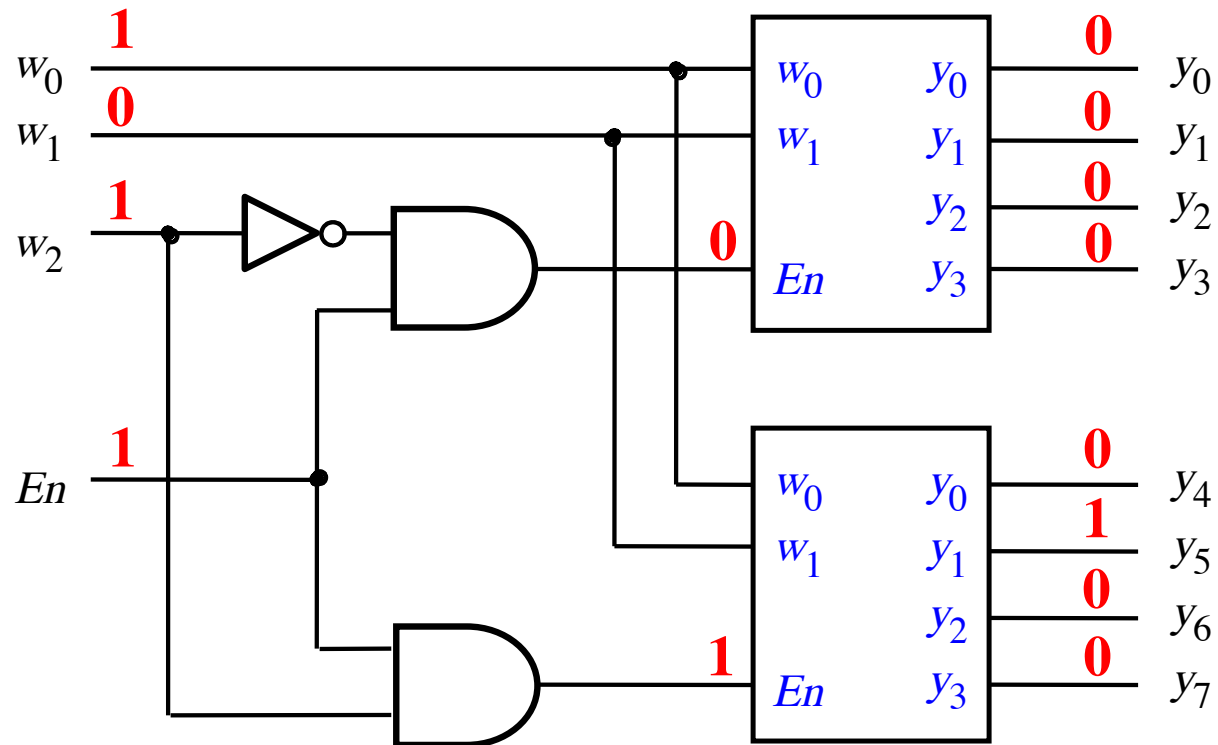 1 0
w0 w0 y0 y0
0 0
w1 w1 y1 y1
1 0
w2 y2 y2
0 0
En y3 y3
1 0
En w0 y0 y4
1
w1 y1 y5
0
y2 y6
1 0
En y3 y7